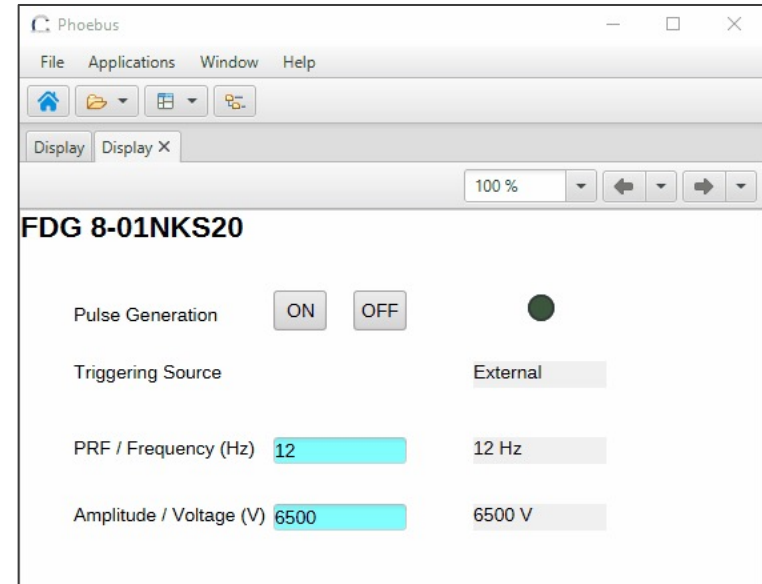 Phoebus
File Applications Window Help
Display Display
100 %
FDG 8-01NKS20
Pulse Generation ON OFF
Triggering Source External
PRF / Frequency (Hz) 12 12 Hz
Amplitude / Voltage (V) 6500 6500 V